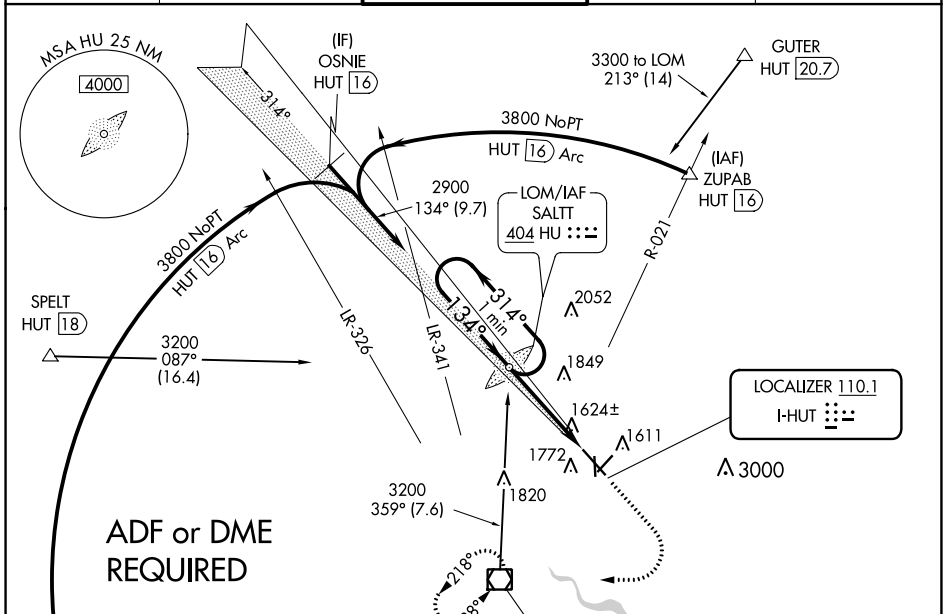 MSA HU 25 NM
4000
(IF)
OSNIE
HUT 16
314°
3300 to LOM
213° (14)
GUTER
HUT 20.7
3800 NoPT
HUT 16 Arc
(IAF)
ZUPAB
HUT 16
2900
134° (9.7)
LOM/IAF
SALTT
404 HU
R-021
3800 NoPT
HUT 16 Arc
SPELT
HUT 18
3200
087°
(16.4)
LR-326
LR-341
134°
314°
1 min
2052
1849
1624±
1772
1611
LOCALIZER 110.1
I-HUT
3000
3200
359° (7.6)
1820
ADF or DME
REQUIRED
218°